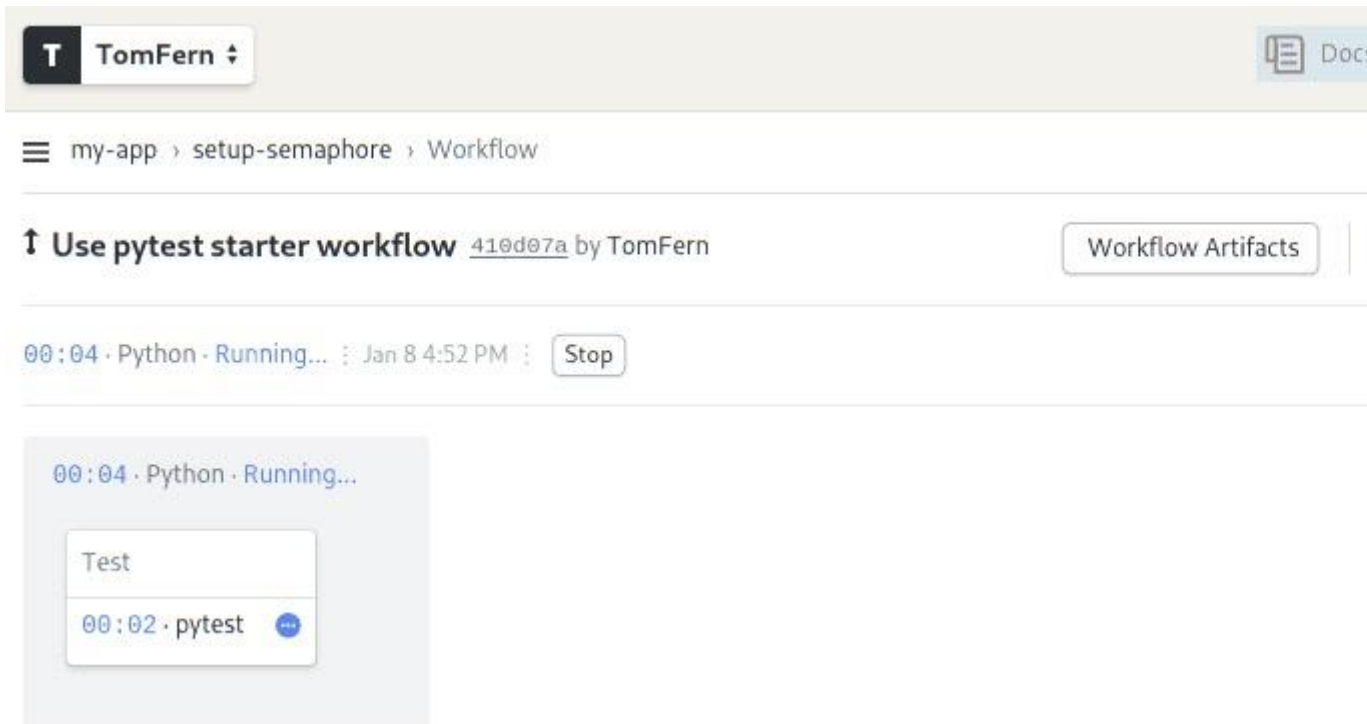 T TomFern Docs
my-app › setup-semaphore › Workflow
Use pytest starter workflow 410d07a by TomFern Workflow Artifacts
00:04 · Python · Running... Jan 8 4:52 PM Stop
00:04 · Python · Running...
Test
00:02 · pytest